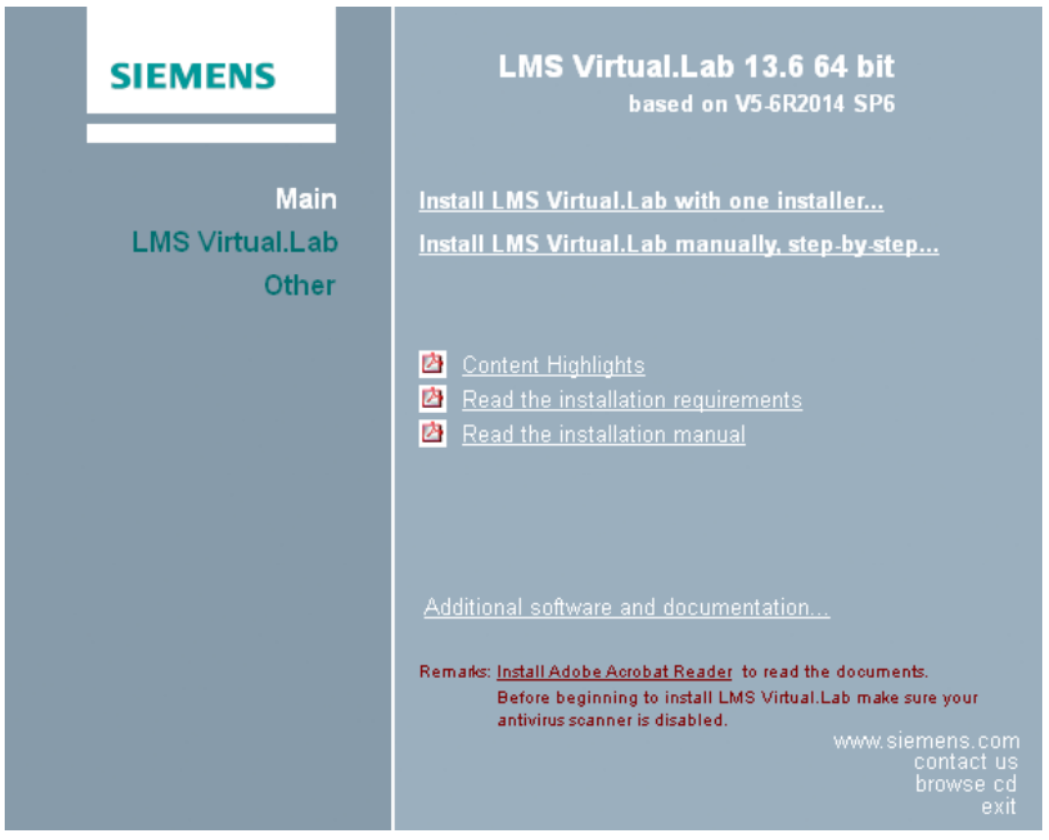 SIEMENS
LMS Virtual.Lab 13.6 64 bit
based on V5-6R2014 SP6
Main
LMS Virtual.Lab
Other
Install LMS Virtual.Lab with one installer...
Install LMS Virtual.Lab manually, step-by-step...
Content Highlights
Read the installation requirements
Read the installation manual
Additional software and documentation...
Remarks: Install Adobe Acrobat Reader to read the documents.
Before beginning to install LMS Virtual.Lab make sure your
antivirus scanner is disabled.
www.siemens.com
contact us
browse cd
exit